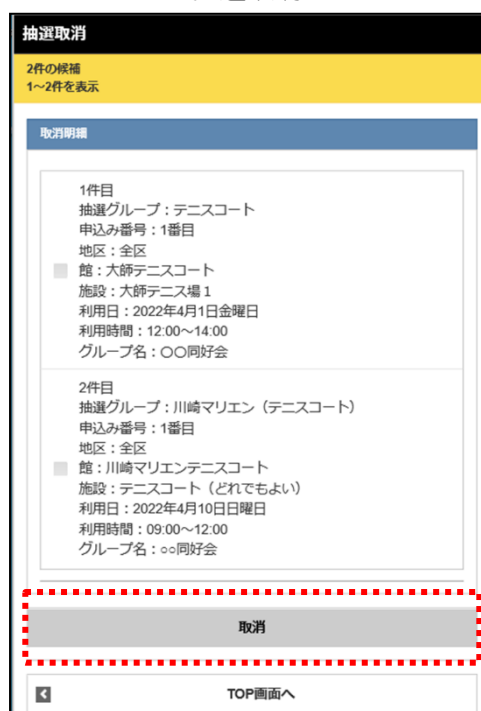 抽選取消
2件の候補
1～2件を表示
取消明細
1件目
抽選グループ：テニスコート
申込み番号：1番目
地区：全区
館：大師テニスコート
施設：大師テニス場１
利用日：2022年4月1日金曜日
利用時間：12:00～14:00
グループ名：〇〇同好会
2件目
抽選グループ：川崎マリエン（テニスコート）
申込み番号：1番目
地区：全区
館：川崎マリエンテニスコート
施設：テニスコート（どれでもよい）
利用日：2022年4月10日日曜日
利用時間：09:00～12:00
グループ名：○○同好会
取消
TOP画面へ